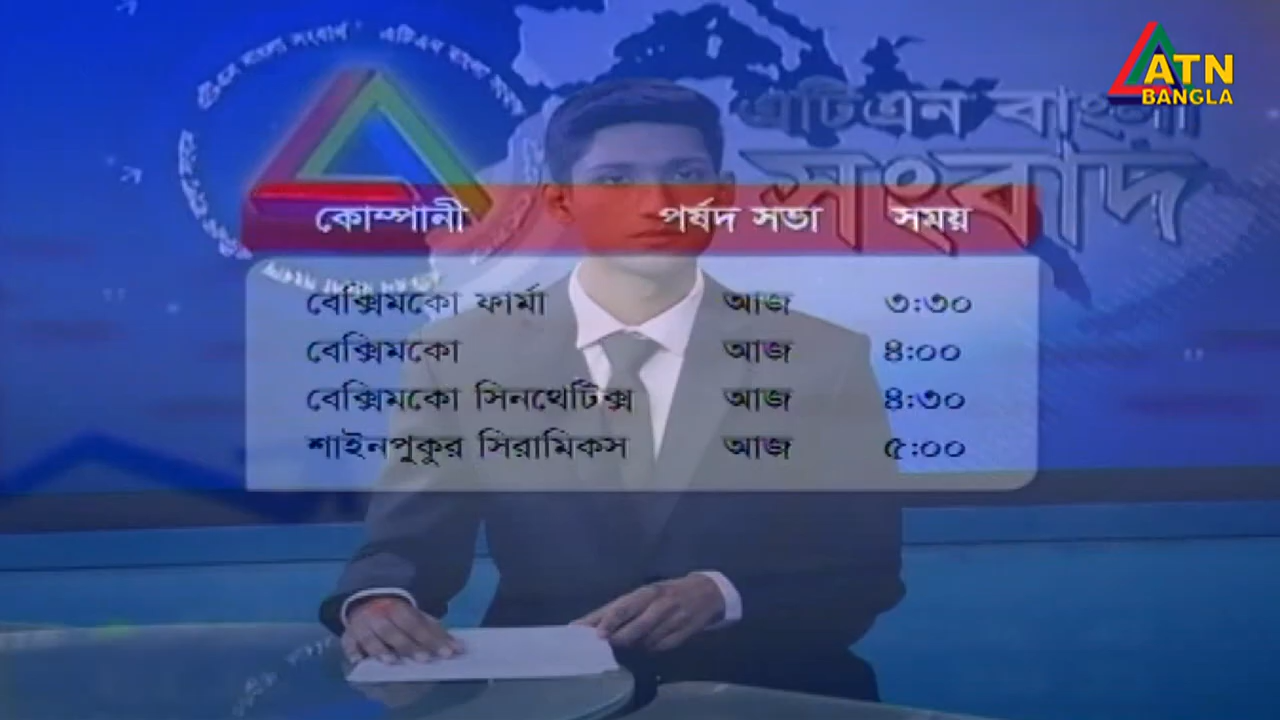 ATN
BANGLA
এটিএন বাংলা
সংবাদ
কোম্পানী পর্ষদ সভা সময়
বেক্সিমকো ফার্মা আজ ৩:৩০
বেক্সিমকো আজ ৪:০০
বেক্সিমকো সিনথেটিক্স আজ ৪:৩০
শাইনপুকুর সিরামিকস আজ ৫:০০